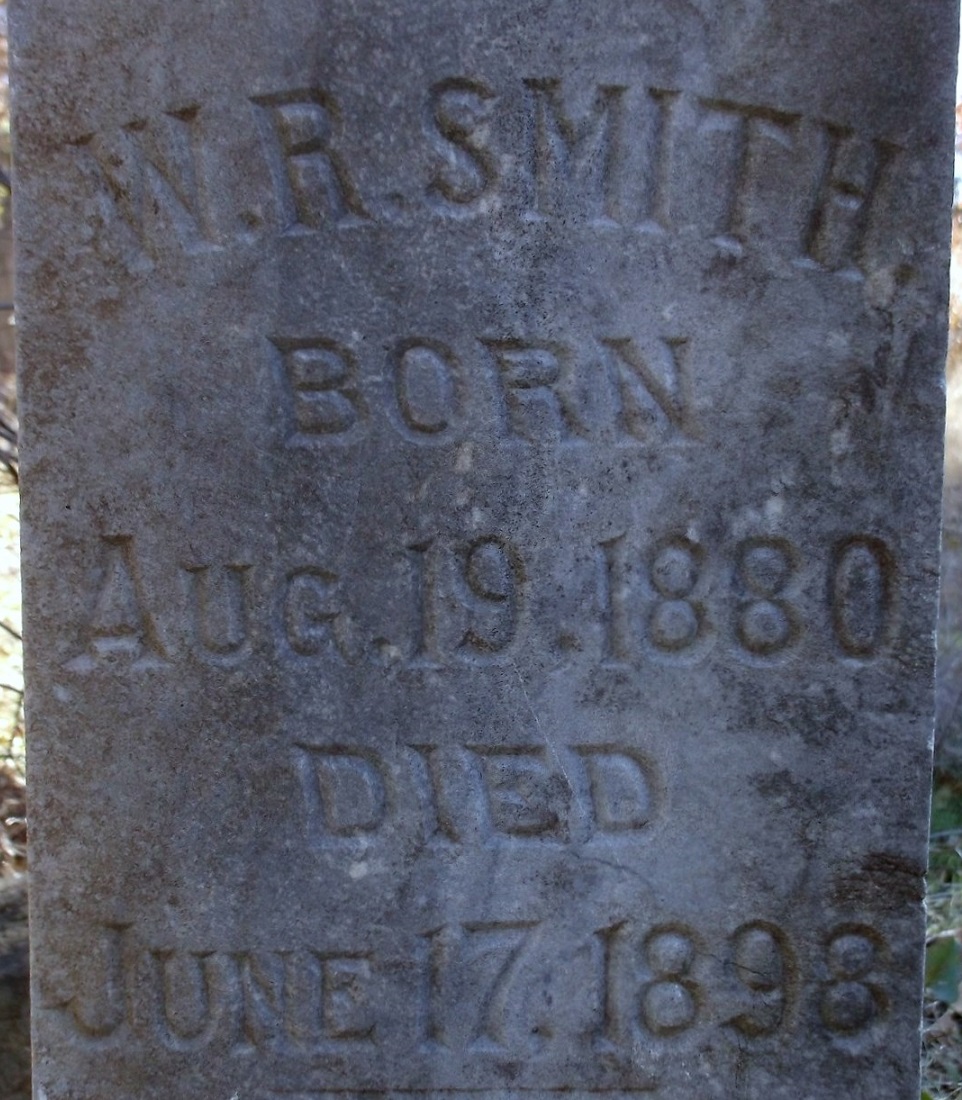 W. R. SMITH.
BORN
AUG. 19. 1880
DIED
JUNE 17. 1898